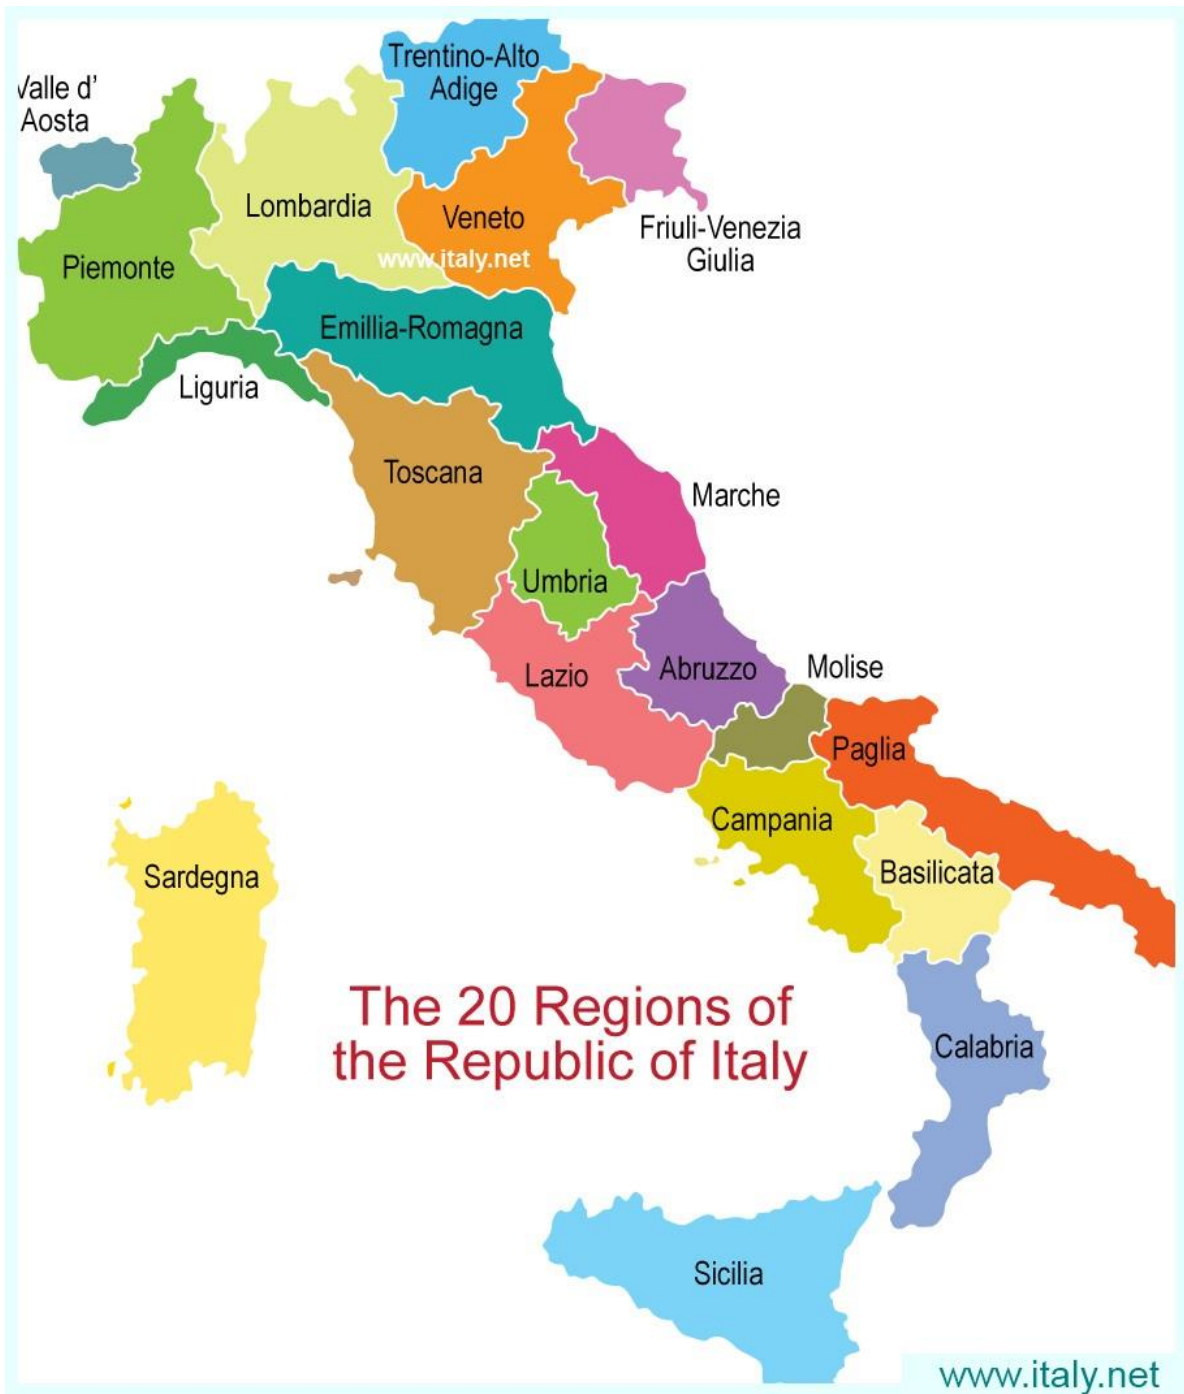 Trentino-Alto
Adige
Valle d’
Aosta
Lombardia
Veneto
Friuli-Venezia
Giulia
www.italy.net
Piemonte
Emillia-Romagna
Liguria
Toscana
Marche
Umbria
Lazio
Abruzzo
Molise
Paglia
Campania
Basilicata
Sardegna
The 20 Regions of
the Republic of Italy
Calabria
Sicilia
www.italy.net